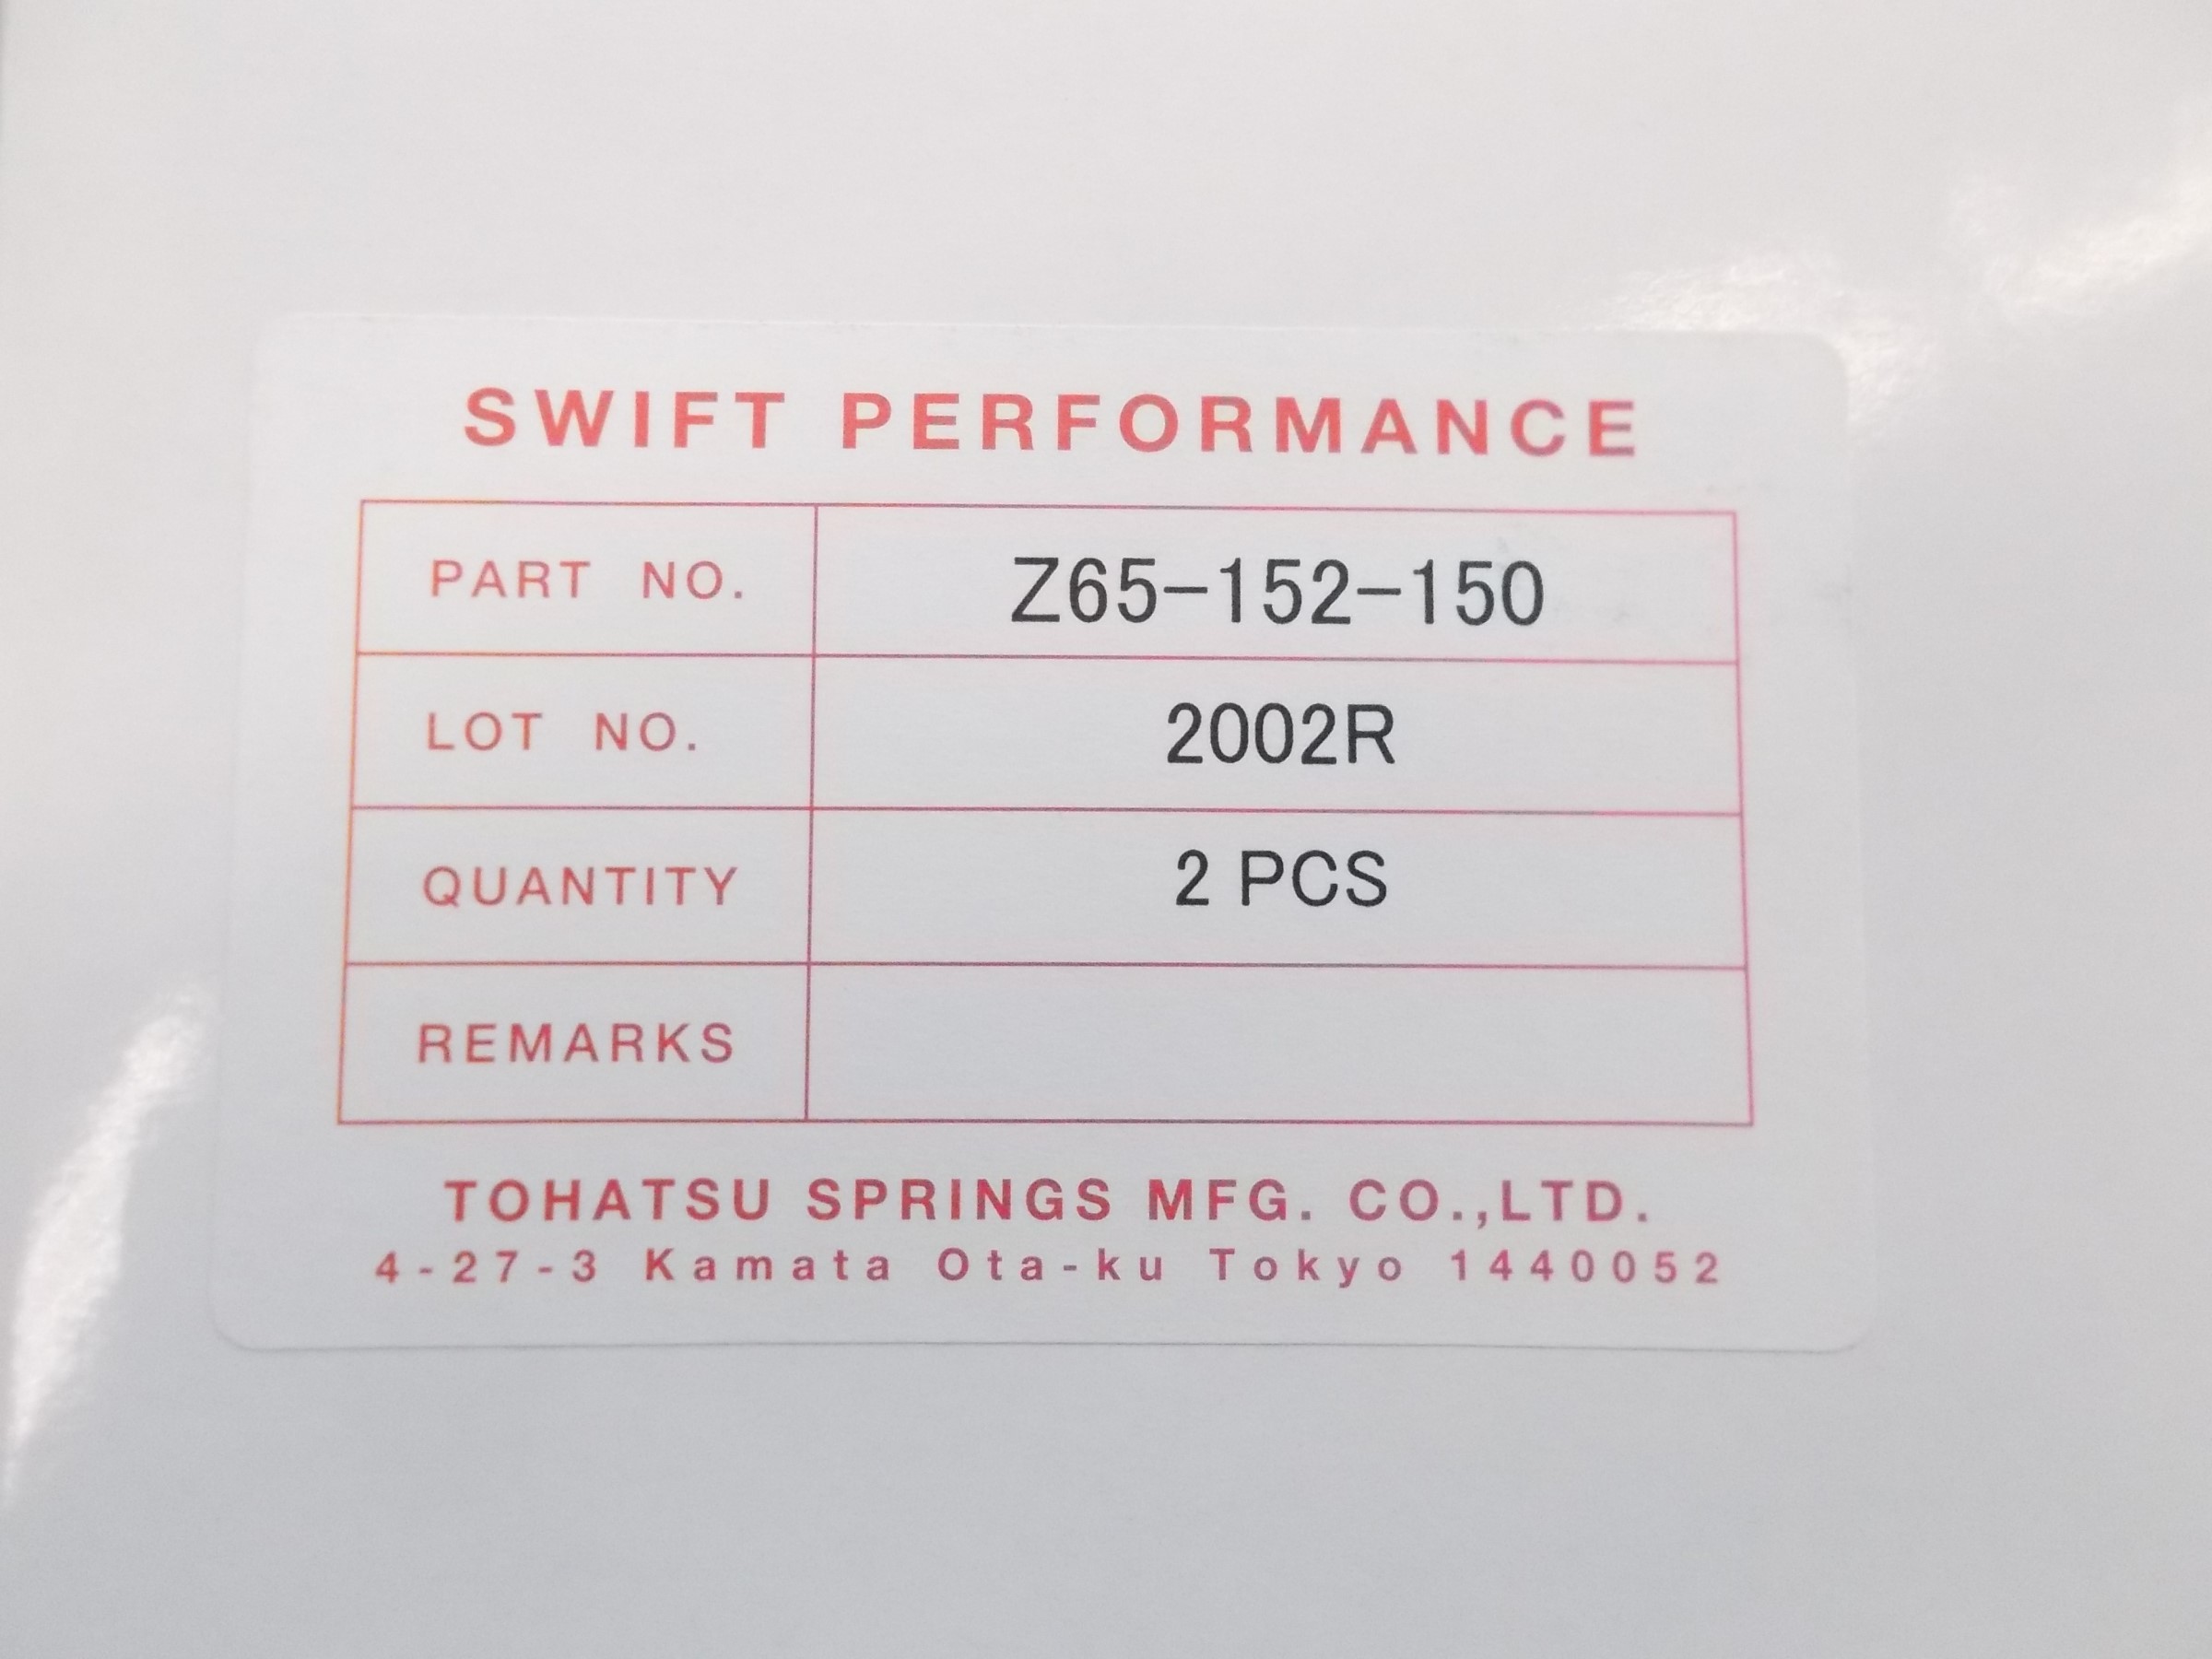 SWIFT PERFORMANCE
PART NO. Z65-152-150
LOT NO. 2002R
QUANTITY 2 PCS
REMARKS
TOHATSU SPRINGS MFG. CO.,LTD.
4-27-3 Kamata Ota-ku Tokyo 1440052